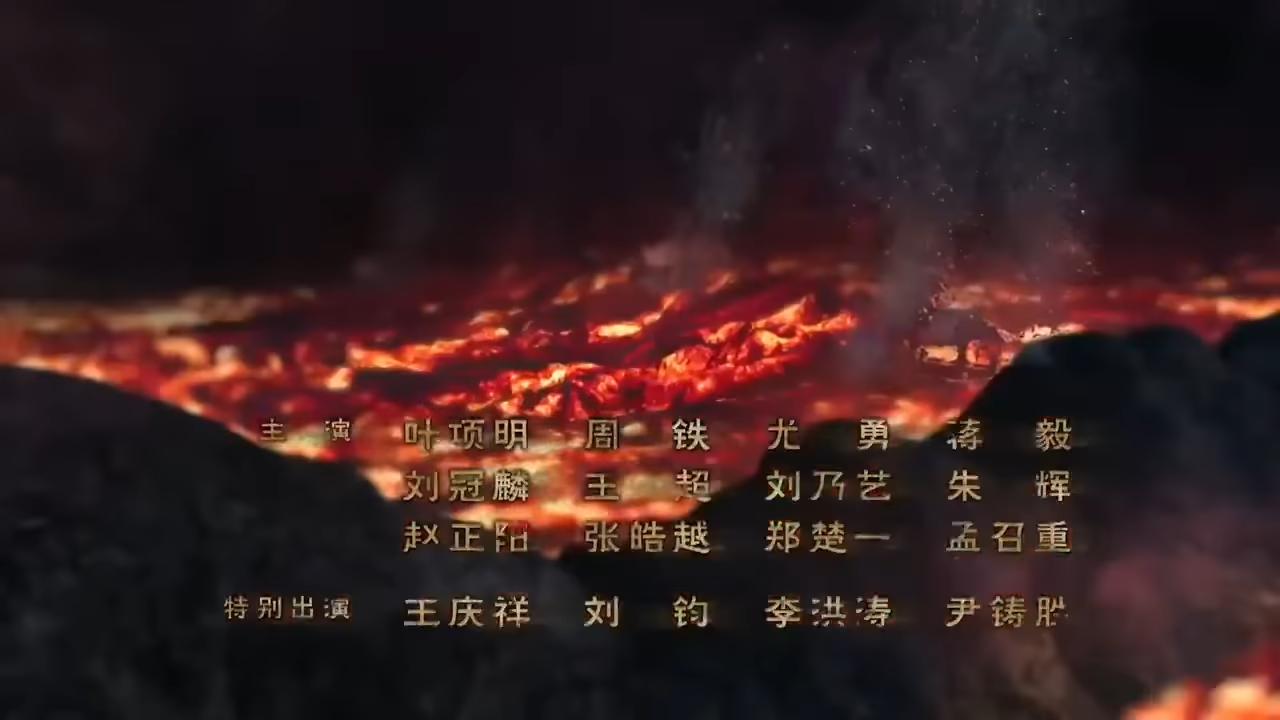 主演 叶项明 周铁 尤勇 蒋毅
刘冠麟 王超 刘乃艺 朱辉
赵正阳 张皓越 郑楚一 孟召重
特别出演 王庆祥 刘钧 李洪涛 尹铸胜